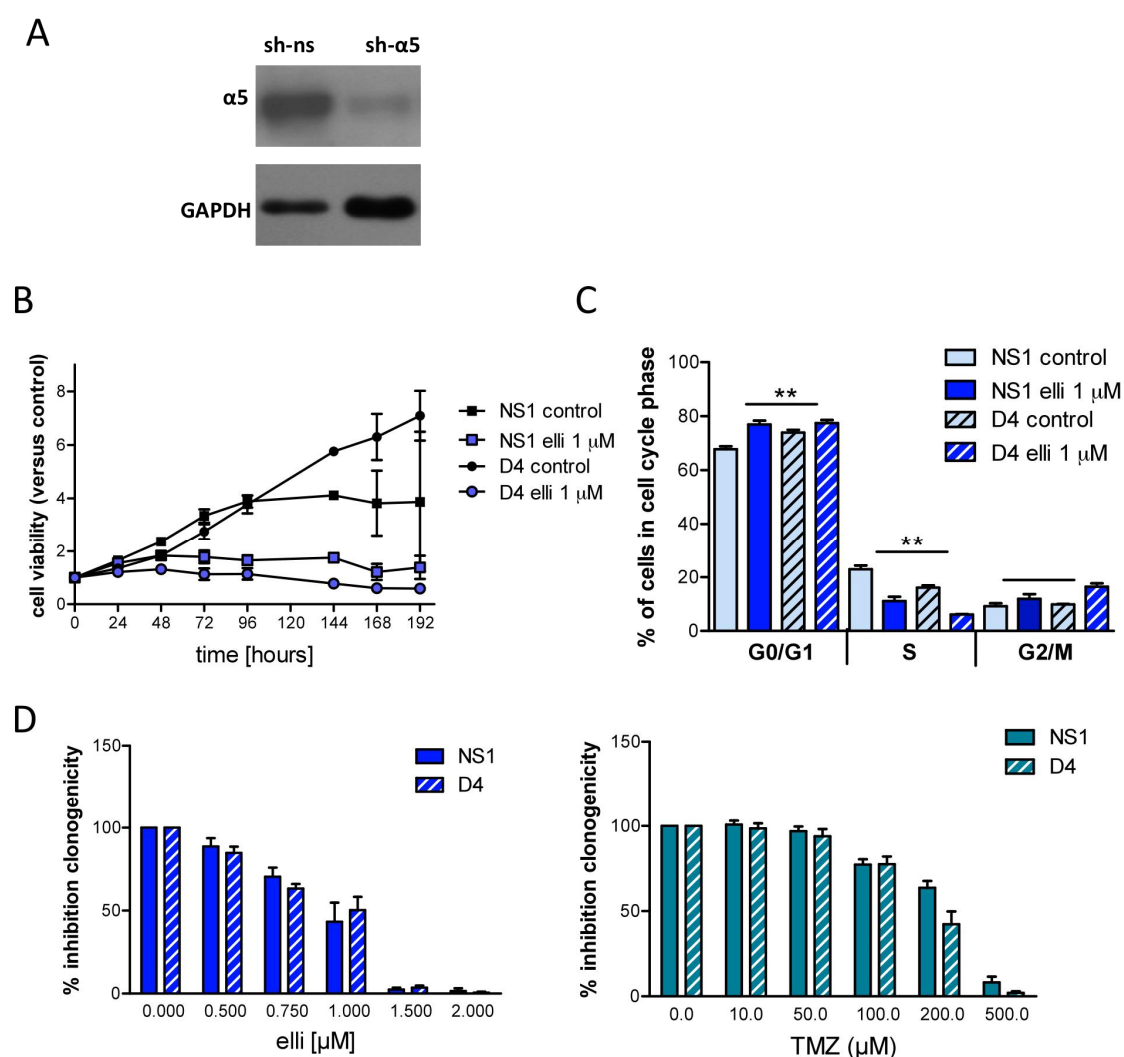 A
sh-ns sh-α5
α5
GAPDH
B
cell viability (versus control)
8
6
4
2
0
0 24 48 72 96 120 144 168 192
time [hours]
NS1 control
NS1 elli 1 μM
D4 control
D4 elli 1 μM
C
% of cells in cell cycle phase
100
80
60
40
20
0
**
**
G0/G1 S G2/M
NS1 control
NS1 elli 1 μM
D4 control
D4 elli 1 μM
D
% inhibition clonogenicity
150
100
50
0
0.000 0.500 0.750 1.000 1.500 2.000
elli [μM]
NS1
D4
% inhibition clonogenicity
150
100
50
0
0.0 10.0 50.0 100.0 200.0 500.0
TMZ (μM)
NS1
D4